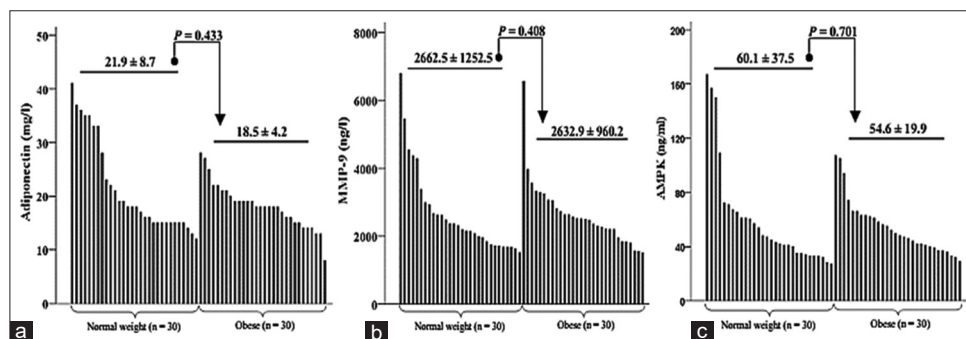 Adiponectin (mg/l)
50
40
30
20
10
0
P = 0.433
21.9 ± 8.7
18.5 ± 4.2
Normal weight (n = 30)
Obese (n = 30)
a
MMP-9 (ng/l)
8000
6000
4000
2000
0
P = 0.408
2662.5 ± 1252.5
2632.9 ± 960.2
Normal weight (n = 30)
Obese (n = 30)
b
AMPK (ng/ml)
200
160
120
80
40
0
P = 0.701
60.1 ± 37.5
54.6 ± 19.9
Normal weight (n = 30)
Obese (n = 30)
c